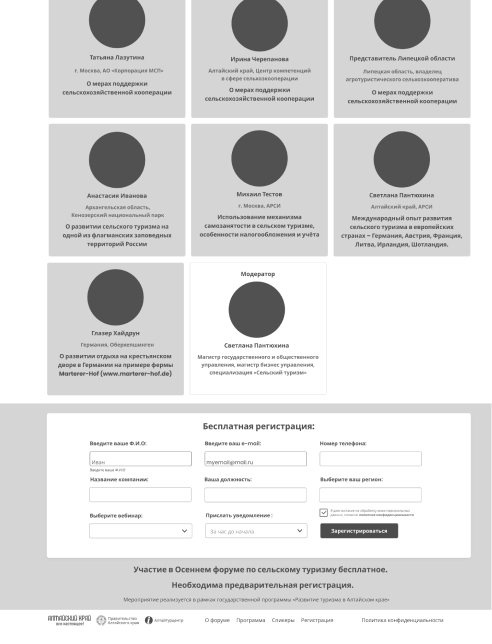 Татьяна Лазутина
г. Москва, АО «Корпорация МСП»
О мерах поддержки
сельскохозяйственной кооперации
Ирина Черепанова
Алтайский край, Центр компетенций
в сфере сельхозкооперации
О мерах поддержки
сельскохозяйственной кооперации
Представитель Липецкой области
Липецкая область, владелец
агротуристического сельхозкооператива
О мерах поддержки
сельскохозяйственной кооперации
Анастасия Иванова
Архангельская область,
Кенозерский национальный парк
О развитии сельского туризма на
одной из флагманских заповедных
территорий России
Михаил Тестов
г. Москва, АРСИ
Использование механизма
самозанятости в сельском туризме,
особенности налогообложения и учёта
Светлана Пантюхина
Алтайский край, АРСИ
Международный опыт развития
сельского туризма в европейских
странах – Германия, Австрия, Франция,
Литва, Ирландия, Шотландия.
Глазер Хайдрун
Германия, Обермепшинген
О развитии отдыха на крестьянском
дворе в Германии на примере фермы
Marterer-Hof (www.marterer-hof.de)
Модератор
Светлана Пантюхина
Магистр государственного и общественного
управления, магистр бизнес управления,
специализация «Сельский туризм»
Бесплатная регистрация:
Введите ваше Ф.И.О:
Введите ваш e-mail:
Номер телефона:
Иван
myemail@mail.ru
Введите ваше Ф.И.О
Название компании:
Ваша должность:
Выберите ваш регион:
Выберите вебинар:
Прислать уведомление :
За час до начала
Зарегистрироваться
Участие в Осеннем форуме по сельскому туризму бесплатное.
Необходима предварительная регистрация.
Мероприятие реализуется в рамках государственной программы «Развитие туризма в Алтайском крае»
АЛТАЙСКИЙ КРАЙ
Правительство
Алтайского края
Алтайтурцентр
О форуме
Программа
Спикеры
Регистрация
Политика конфиденциальности